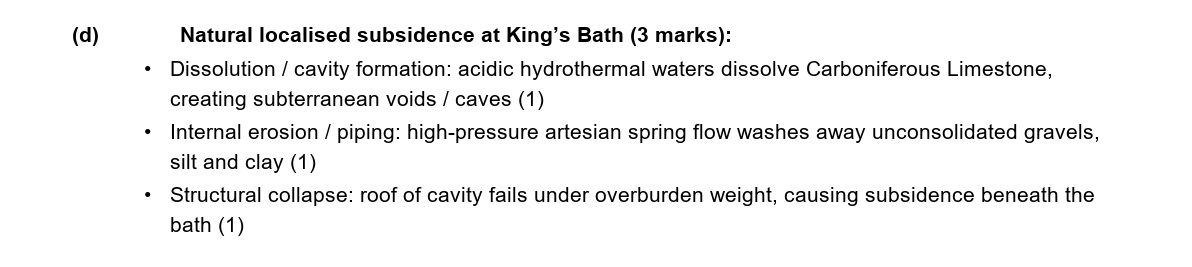 (d) Natural localised subsidence at King’s Bath (3 marks):
• Dissolution / cavity formation: acidic hydrothermal waters dissolve Carboniferous Limestone,
creating subterranean voids / caves (1)
• Internal erosion / piping: high-pressure artesian spring flow washes away unconsolidated gravels,
silt and clay (1)
• Structural collapse: roof of cavity fails under overburden weight, causing subsidence beneath the
bath (1)